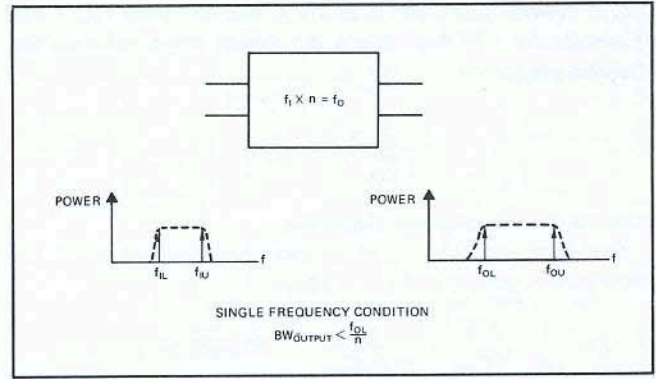 f_I X n = f_O
POWER
f
f_IL
f_IU
POWER
f
f_OL
f_OU
SINGLE FREQUENCY CONDITION
BW_OUTPUT < f_OL/n